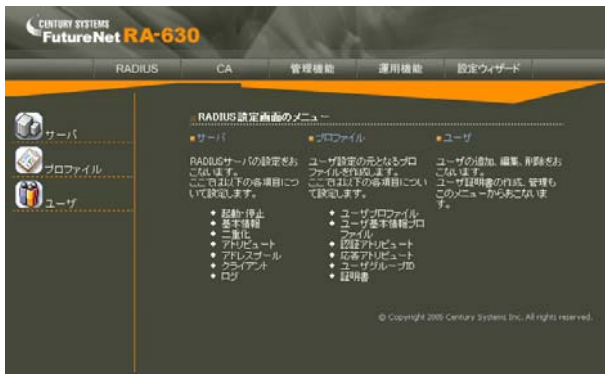 CENTURY SYSTEMS
FutureNet RA-630
RADIUS CA 管理機能 運用機能 設定ウィザード
サーバ
プロファイル
ユーザ
RADIUS設定画面のメニュー
サーバ
RADIUSサーバの設定をお
こないます。
ここでは以下の各項目につ
いて設定します。
起動・停止
基本情報
二重化
アトリビュート
アドレスプール
クライアント
ログ
プロファイル
ユーザ設定の元となるプロ
ファイルを作成します。
ここでは以下の各項目につい
て設定します。
ユーザプロファイル
ユーザ基本情報プロ
ファイル
認証アトリビュート
応答アトリビュート
ユーザグループID
証明書
ユーザ
ユーザの追加、編集、削除をお
こないます。
ユーザ証明書の作成、管理も
このメニューからおこないま
す。
© Copyright 2005 Century Systems Inc. All rights reserved.